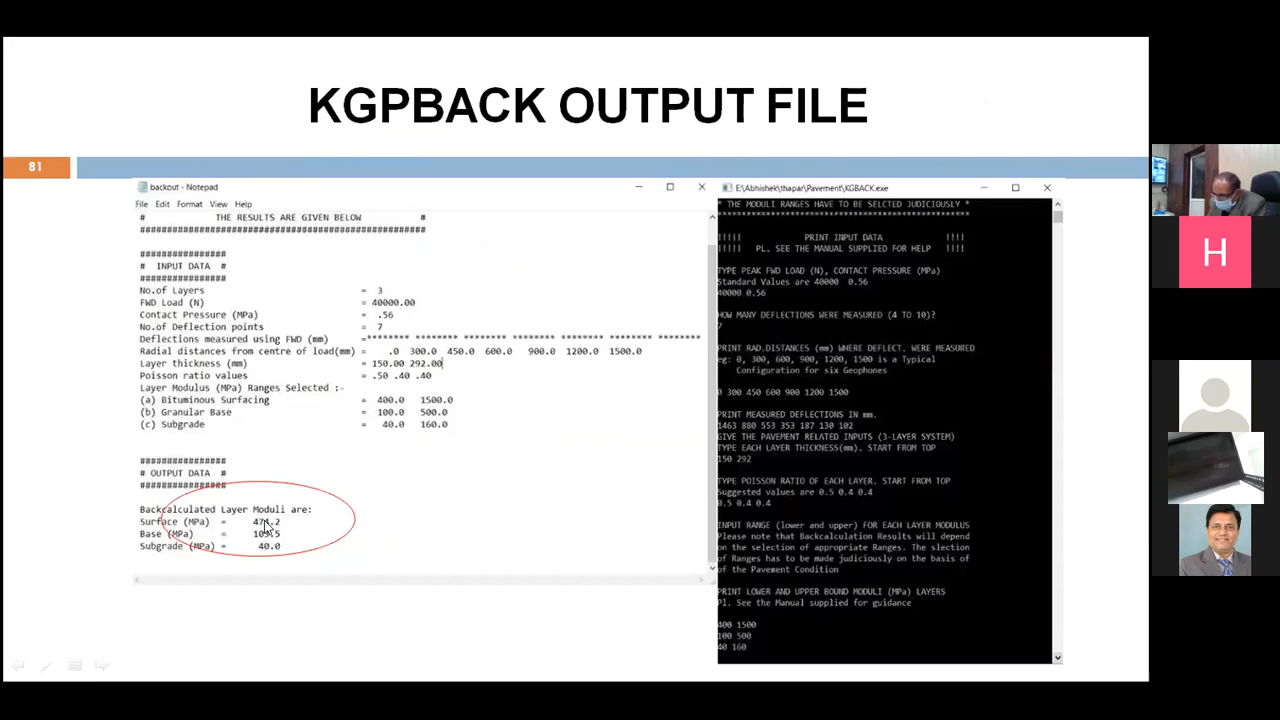 KGPBACK OUTPUT FILE
81
backout - Notepad
File Edit Format View Help
# THE RESULTS ARE GIVEN BELOW #
####################################################
################
# INPUT DATA #
################
No.of Layers = 3
FWD Load (N) = 40000.00
Contact Pressure (MPa) = .56
No.of Deflection points = 7
Deflections measured using FWD (mm) =******** ******** ******** ******** ******** ******** ********
Radial distances from centre of load(mm) = .0 300.0 450.0 600.0 900.0 1200.0 1500.0
Layer thickness (mm) = 150.00 292.00
Poisson ratio values = .50 .40 .40
Layer Modulus (MPa) Ranges Selected :-
(a) Bituminous Surfacing = 400.0 1500.0
(b) Granular Base = 100.0 500.0
(c) Subgrade = 40.0 160.0
################
# OUTPUT DATA #
################
Backcalculated Layer Moduli are:
Surface (MPa) =
Base (MPa) =
Subgrade (MPa) = 40.0
E:\Abhishek\thapar\Pavement\KGBACK.exe
* THE MODULI RANGES HAVE TO BE SELCTED JUDICIOUSLY *
****************************************************
!!!!! PRINT INPUT DATA !!!!
!!!!! PL. SEE THE MANUAL SUPPLIED FOR HELP !!!!
TYPE PEAK FWD LOAD (N), CONTACT PRESSURE (MPa)
Standard Values are 40000 0.56
40000 0.56
HOW MANY DEFLECTIONS WERE MEASURED (4 TO 10)?
7
PRINT RAD.DISTANCES (mm) WHERE DEFLECT. WERE MEASURED
eg: 0, 300, 600, 900, 1200, 1500 is a Typical
Configuration for six Geophones
0 300 450 600 900 1200 1500
PRINT MEASURED DEFLECTIONS IN mm.
1463 880 553 353 187 130 102
GIVE THE PAVEMENT RELATED INPUTS (3-LAYER SYSTEM)
TYPE EACH LAYER THICKNESS(mm). START FROM TOP
150 292
TYPE POISSON RATIO OF EACH LAYER. START FROM TOP
Suggested values are 0.5 0.4 0.4
0.5 0.4 0.4
INPUT RANGE (lower and upper) FOR EACH LAYER MODULUS
Please note that Backcalculation Results will depend
on the selection of appropriate Ranges. The slection
of Ranges has to be made judiciously on the basis of
of the Pavement Condition
PRINT LOWER AND UPPER BOUND MODULI (MPa) LAYERS
Pl. See the Manual supplied for guidance
400 1500
100 500
40 160
H